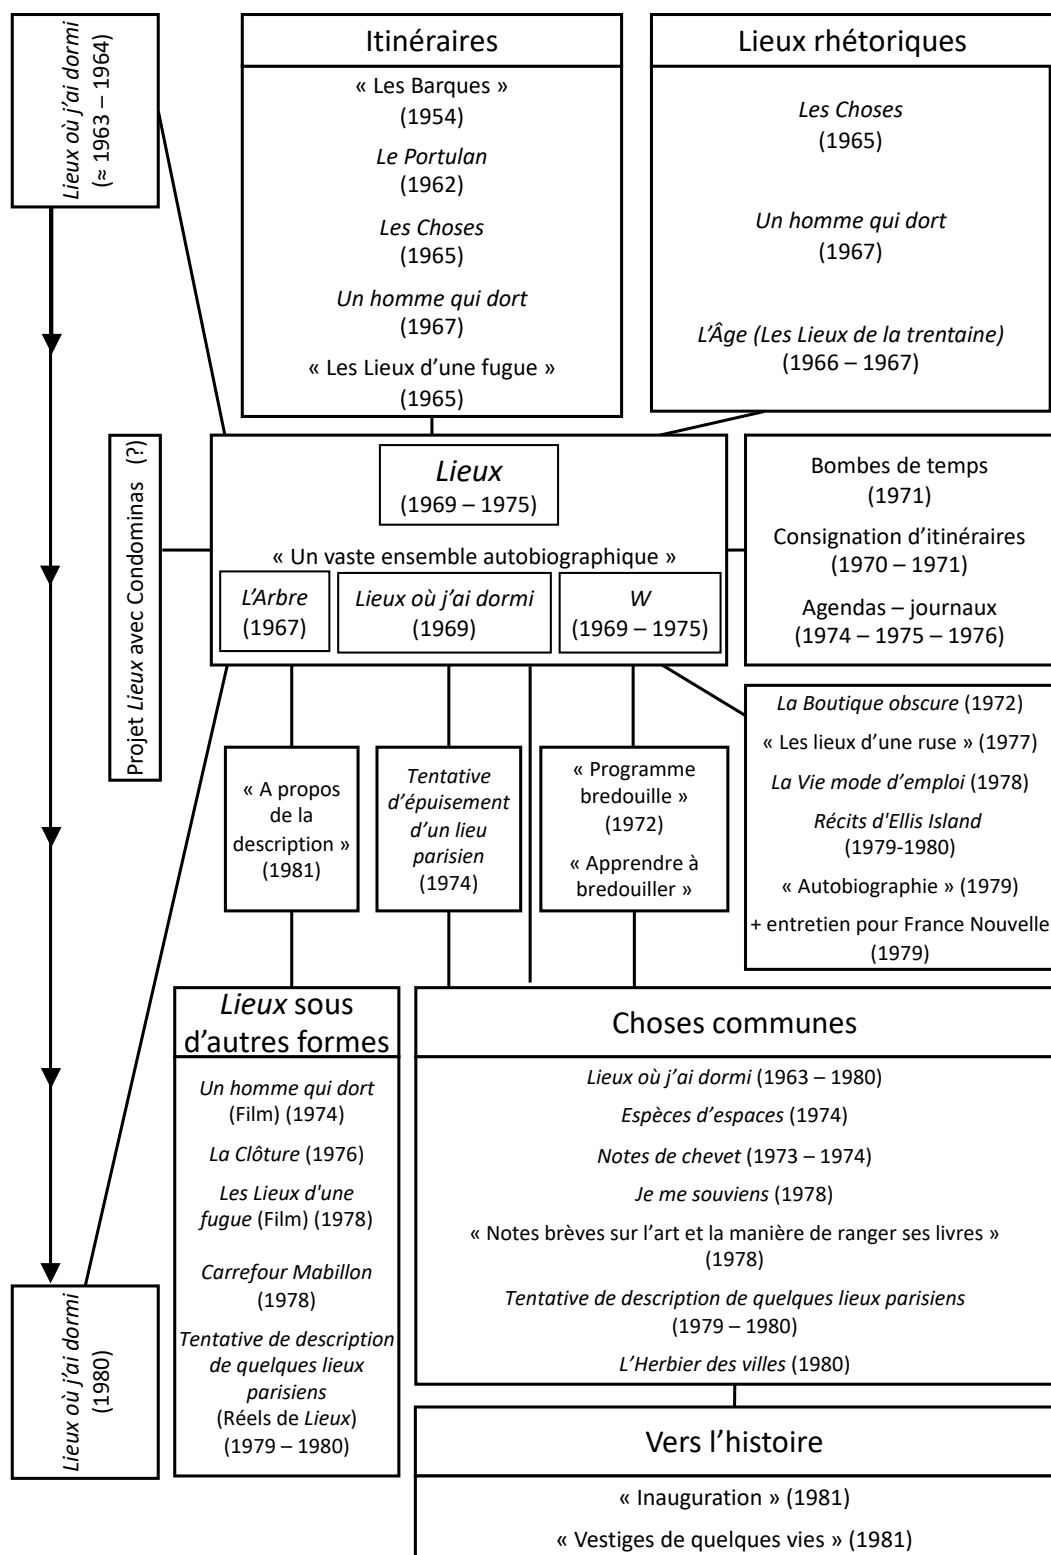 Lieux où j'ai dormi
(≈ 1963 – 1964)
Itinéraires
« Les Barques »
(1954)
Le Portulan
(1962)
Les Choses
(1965)
Un homme qui dort
(1967)
« Les Lieux d'une fugue »
(1965)
Lieux rhétoriques
Les Choses
(1965)
Un homme qui dort
(1967)
L'Âge (Les Lieux de la trentaine)
(1966 – 1967)
Projet Lieux avec Condominas (?)
Lieux
(1969 – 1975)
« Un vaste ensemble autobiographique »
L'Arbre
(1967)
Lieux où j'ai dormi
(1969)
W
(1969 – 1975)
Bombes de temps
(1971)
Consignation d'itinéraires
(1970 – 1971)
Agendas – journaux
(1974 – 1975 – 1976)
« A propos
de la
description »
(1981)
Tentative
d'épuisement
d'un lieu
parisien
(1974)
« Programme
bredouille »
(1972)
« Apprendre à
bredouiller »
La Boutique obscure (1972)
« Les lieux d'une ruse » (1977)
La Vie mode d'emploi (1978)
Récits d'Ellis Island
(1979-1980)
« Autobiographie » (1979)
+ entretien pour France Nouvelle
(1979)
Lieux où j'ai dormi
(1980)
Lieux sous
d'autres formes
Un homme qui dort
(Film) (1974)
La Clôture (1976)
Les Lieux d'une
fugue (Film) (1978)
Carrefour Mabillon
(1978)
Tentative de description
de quelques lieux
parisiens
(Réels de Lieux)
(1979 – 1980)
Choses communes
Lieux où j'ai dormi (1963 – 1980)
Espèces d'espaces (1974)
Notes de chevet (1973 – 1974)
Je me souviens (1978)
« Notes brèves sur l'art et la manière de ranger ses livres »
(1978)
Tentative de description de quelques lieux parisiens
(1979 – 1980)
L'Herbier des villes (1980)
Vers l'histoire
« Inauguration » (1981)
« Vestiges de quelques vies » (1981)